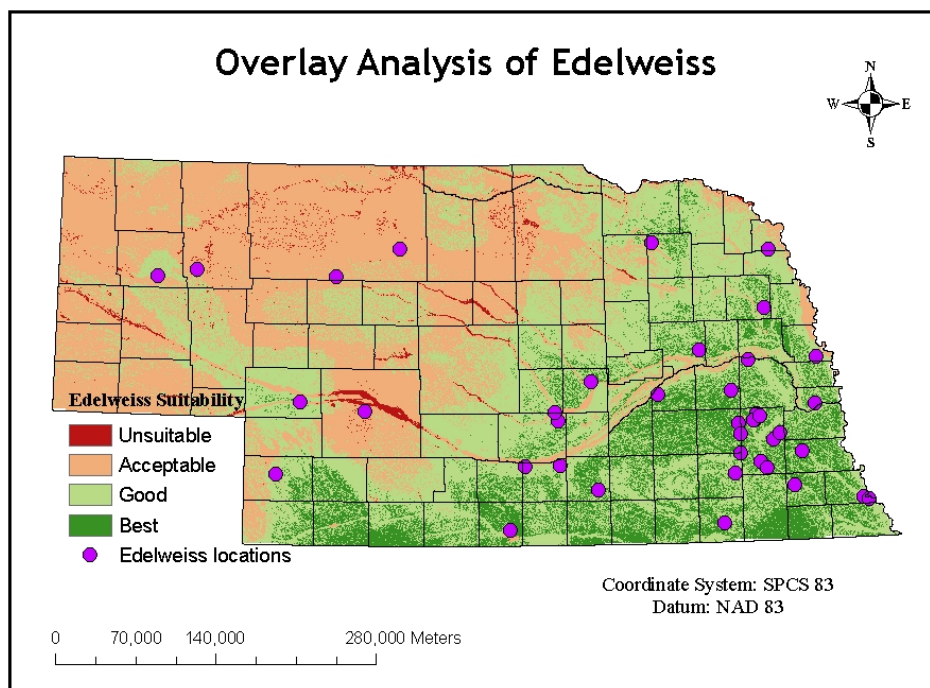 Overlay Analysis of Edelweiss
N
W E
S
Edelweiss Suitability
Unsuitable
Acceptable
Good
Best
Edelweiss locations
Coordinate System: SPCS 83
Datum: NAD 83
0 70,000 140,000 280,000 Meters